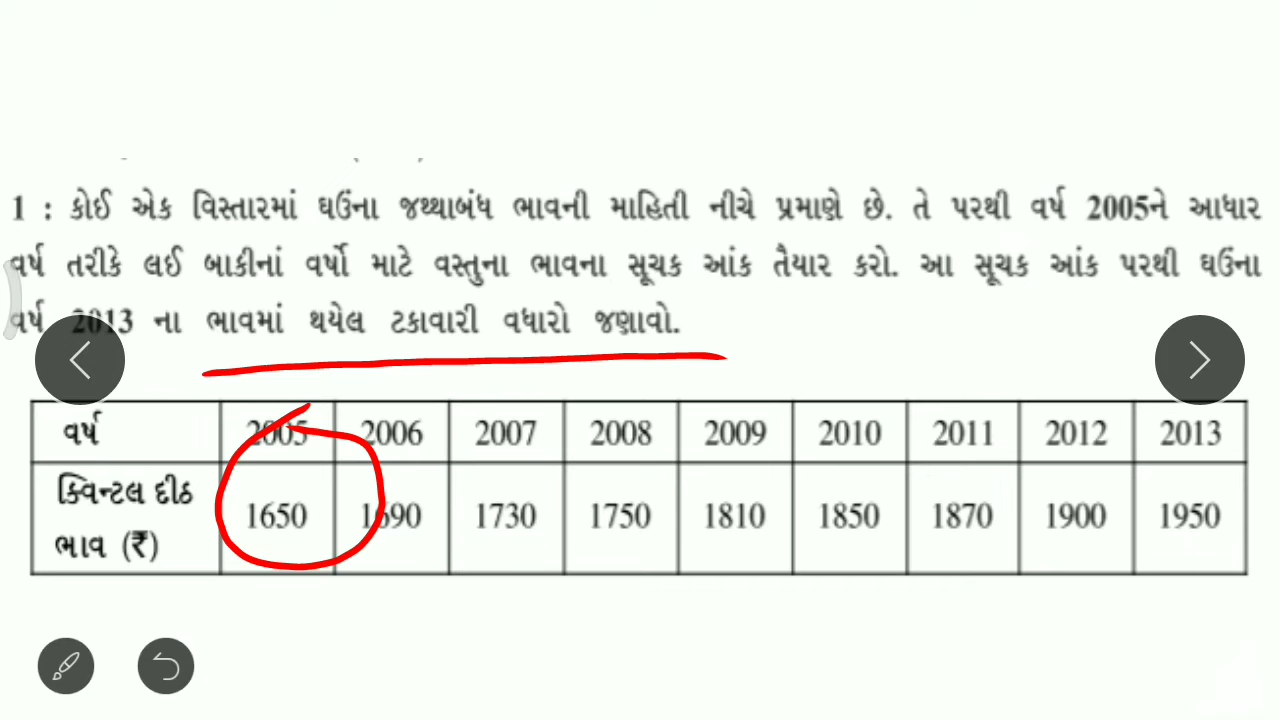 1 : કોઈ એક વિસ્તારમાં ઘઉંના જથ્થાબંધ ભાવની માહિતી નીચે પ્રમાણે છે. તે પરથી વર્ષ 2005ને આધાર
વર્ષ તરીકે લઈ બાકીનાં વર્ષો માટે વસ્તુના ભાવના સૂચક આંક તૈયાર કરો. આ સૂચક આંક પરથી ઘઉંના
વર્ષ 2013 ના ભાવમાં થયેલ ટકાવારી વધારો જણાવો.
વર્ષ 2005 2006 2007 2008 2009 2010 2011 2012 2013
ક્વિન્ટલ દીઠ
ભાવ (₹) 1650 1690 1730 1750 1810 1850 1870 1900 1950